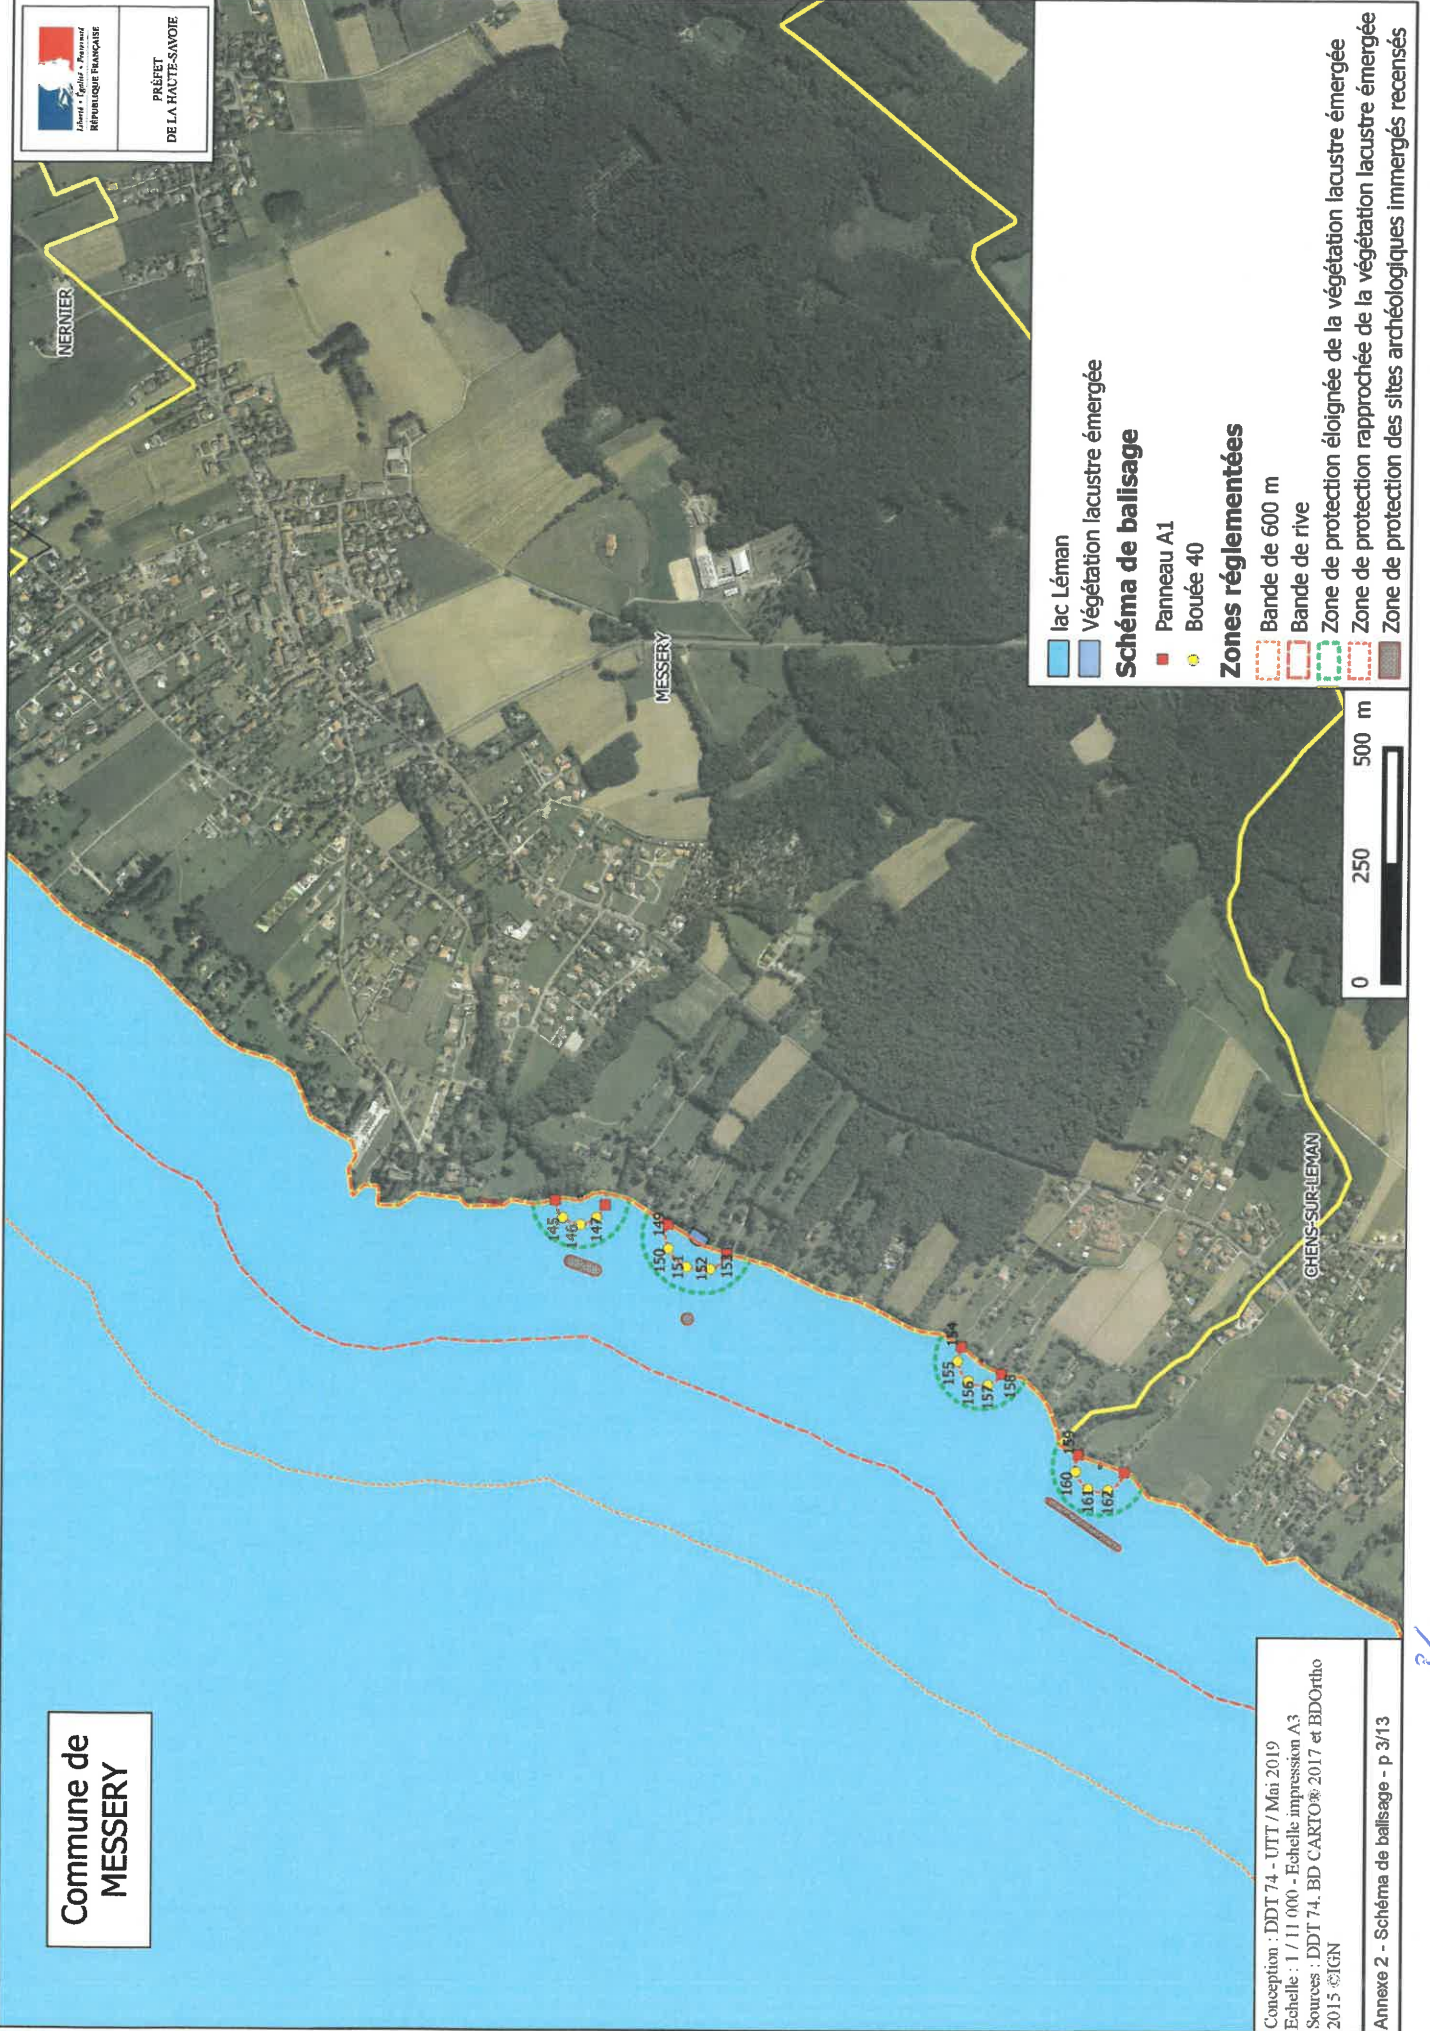 Commune de
MESSERY
Liberté • Égalité • Fraternité
RÉPUBLIQUE FRANÇAISE
PRÉFET
DE LA HAUTE-SAVOIE
NERNIER
MESSERY
CHENS-SUR-LEMAN
145
146
147
149
150
151
152
153
154
155
156
157
158
159
160
161
162
lac Léman
Végétation lacustre émergée
Schéma de balisage
Panneau A1
Bouée 40
Zones réglementées
Bande de 600 m
Bande de rive
Zone de protection éloignée de la végétation lacustre émergée
Zone de protection rapprochée de la végétation lacustre émergée
Zone de protection des sites archéologiques immergés recensés
0 250 500 m
Conception : DDT 74 - UTT / Mai 2019
Echelle : 1 / 11 000 - Echelle impression A3
Sources : DDT 74, BD CARTO® 2017 et BDOrtho
2015 ©IGN
Annexe 2 - Schéma de balisage - p 3/13